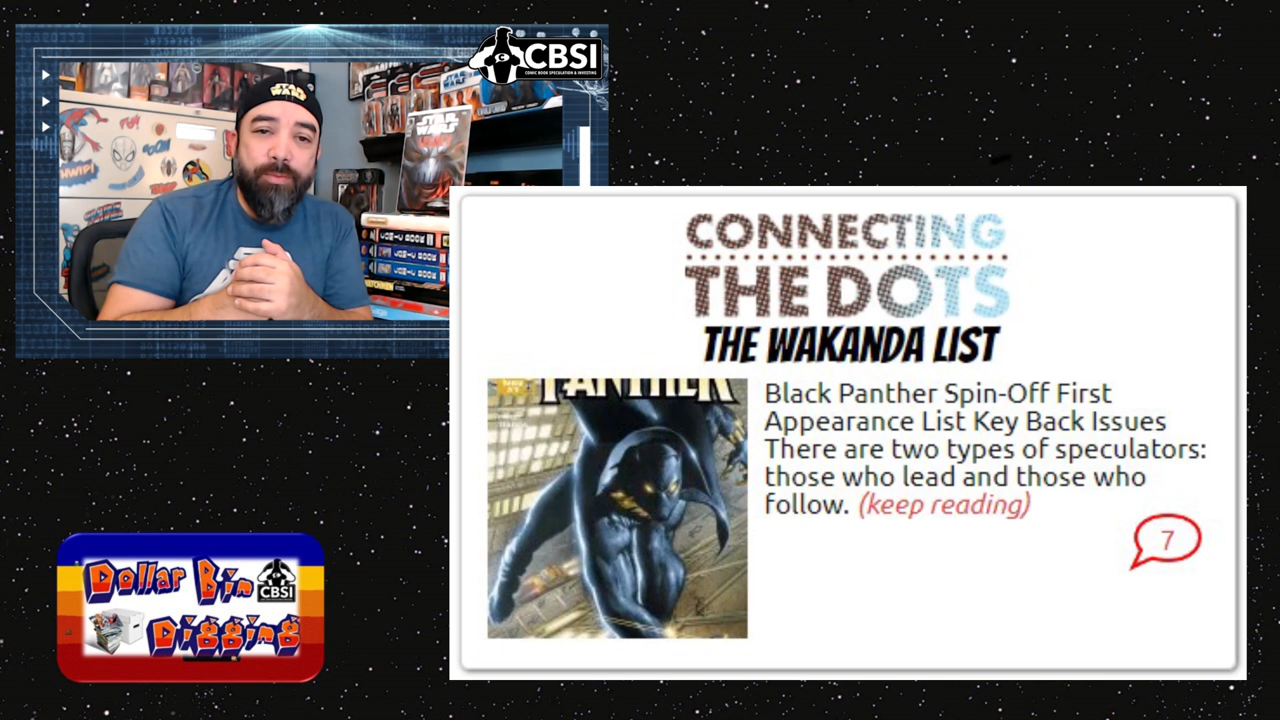 CBSI
COMIC BOOK SPECULATION & INVESTING
STAR
WARS
CONNECTING
THE DOTS
THE WAKANDA LIST
PANTHER
Black Panther Spin-Off First
Appearance List Key Back Issues
There are two types of speculators:
those who lead and those who
follow. (keep reading)
7
Dollar Bin
CBSI
Digging